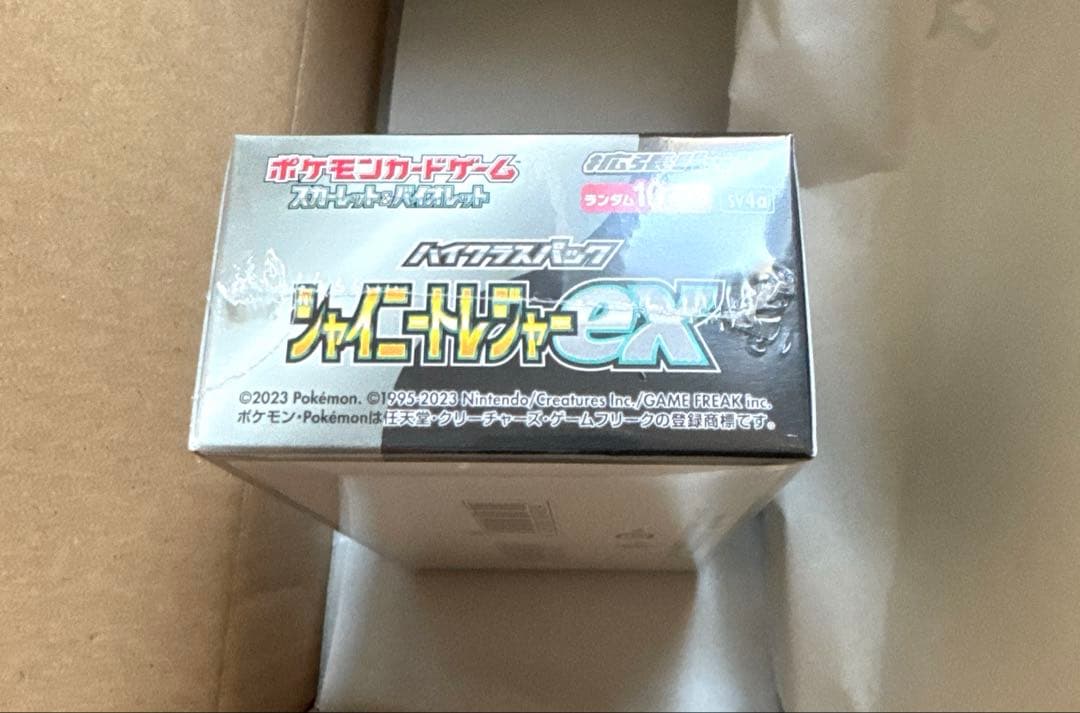 ポケモンカードゲーム
スカーレット&バイオレット
ランダム10
SV4a
ハイクラスパック
シャイニートレジャーex
©2023 Pokémon. ©1995-2023 Nintendo/Creatures Inc./GAME FREAK inc.
ポケモン・Pokémonは任天堂・クリーチャーズ・ゲームフリークの登録商標です。